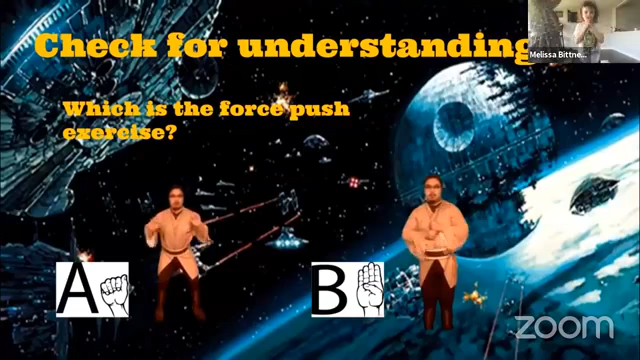 Check for understanding
Melissa Bittne...
Which is the force push
exercise?
A
B
zoom